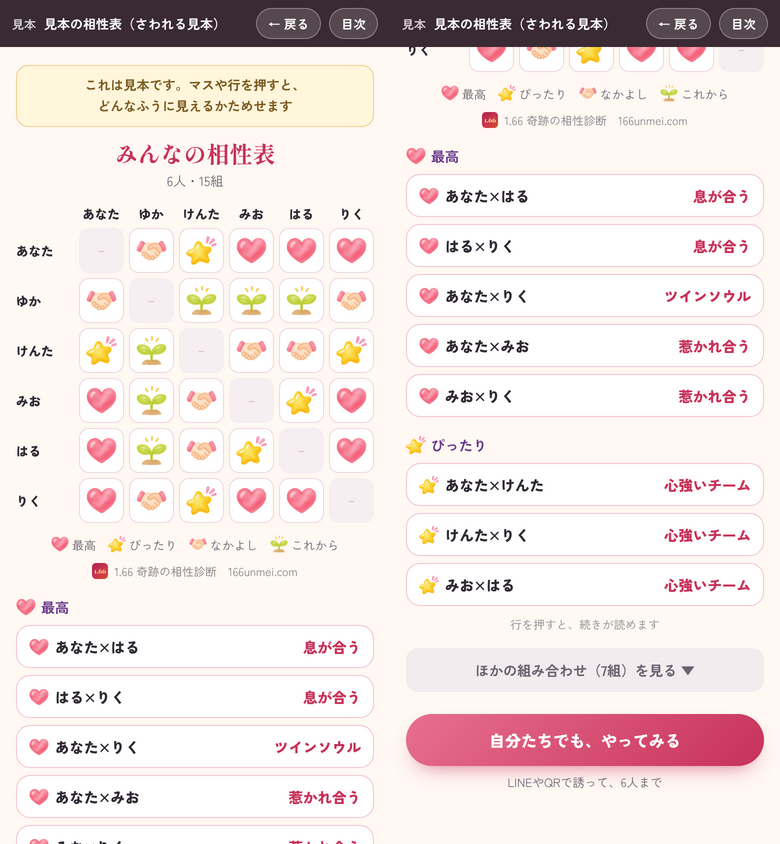 見本 見本の相性表（さわれる見本） ← 戻る 目次
これは見本です。マスや行を押すと、
どんなふうに見えるかためせます
みんなの相性表
6人・15組
あなた ゆか けんた みお はる りく
あなた –
ゆか –
けんた –
みお –
はる –
りく –
最高 ぴったり なかよし これから
1.66 1.66 奇跡の相性診断 166unmei.com
最高
あなた×はる 息が合う
はる×りく 息が合う
あなた×りく ツインソウル
あなた×みお 惹かれ合う
見本 見本の相性表（さわれる見本） ← 戻る 目次
りく –
最高 ぴったり なかよし これから
1.66 1.66 奇跡の相性診断 166unmei.com
最高
あなた×はる 息が合う
はる×りく 息が合う
あなた×りく ツインソウル
あなた×みお 惹かれ合う
みお×りく 惹かれ合う
ぴったり
あなた×けんた 心強いチーム
けんた×りく 心強いチーム
みお×はる 心強いチーム
行を押すと、続きが読めます
ほかの組み合わせ（7組）を見る ▼
自分たちでも、やってみる
LINEやQRで誘って、6人まで